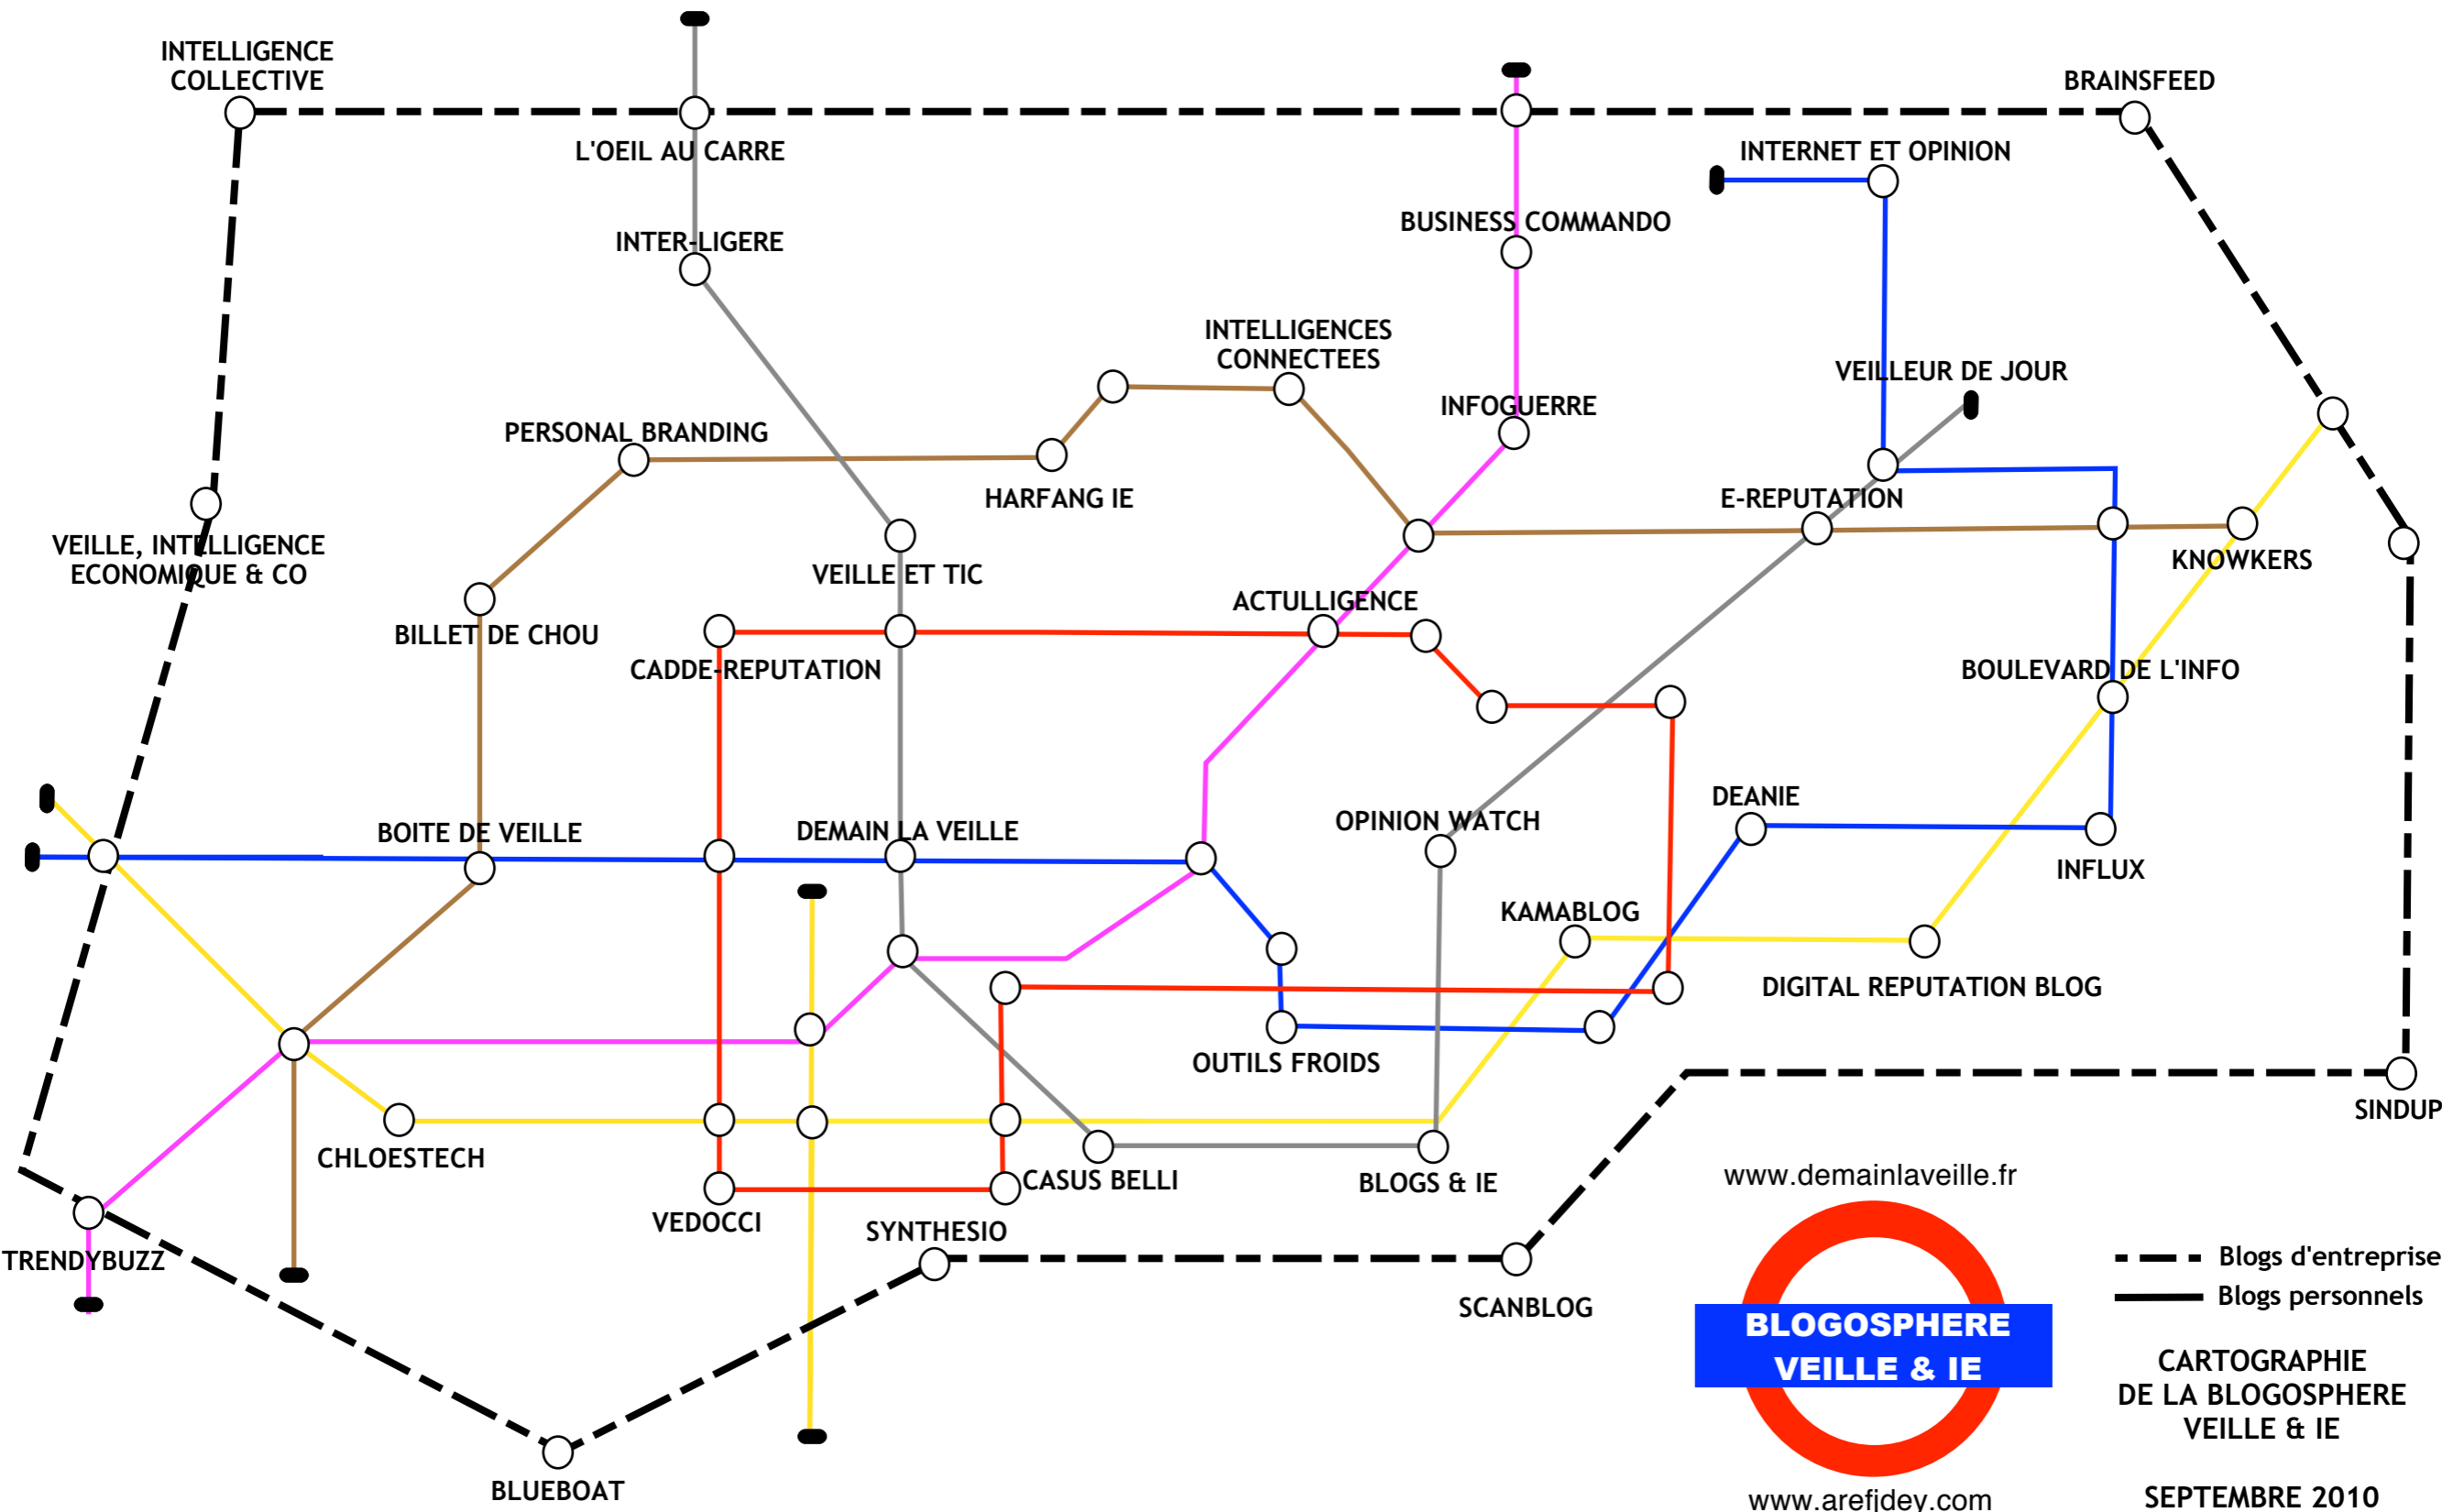 INTELLIGENCE
COLLECTIVE
BRAINSFEED
L'OEIL AU CARRE
INTERNET ET OPINION
BUSINESS COMMANDO
INTER-LIGERE
INTELLIGENCES
CONNECTEES
VEILLEUR DE JOUR
INFOGUERRE
PERSONAL BRANDING
HARFANG IE
E-REPUTATION
VEILLE, INTELLIGENCE
ECONOMIQUE & CO
KNOWKERS
VEILLE ET TIC
ACTULLIGENCE
BILLET DE CHOU
CADDE-REPUTATION
BOULEVARD DE L'INFO
DEANIE
OPINION WATCH
BOITE DE VEILLE
DEMAIN LA VEILLE
INFLUX
KAMABLOG
DIGITAL REPUTATION BLOG
OUTILS FROIDS
SINDUP
CHLOESTECH
CASUS BELLI
BLOGS & IE
VEDOCCI
SYNTHESIO
TRENDYBUZZ
SCANBLOG
BLUEBOAT
www.demainlaveille.fr
BLOGOSPHERE
VEILLE & IE
www.arefjdey.com
Blogs d'entreprise
Blogs personnels
CARTOGRAPHIE
DE LA BLOGOSPHERE
VEILLE & IE
SEPTEMBRE 2010